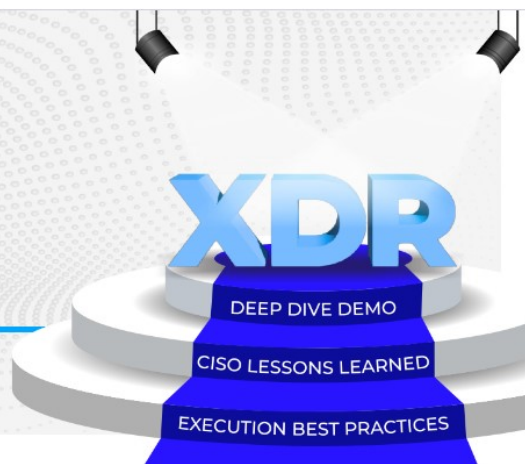 XDR
DEEP DIVE DEMO
CISO LESSONS LEARNED
EXECUTION BEST PRACTICES